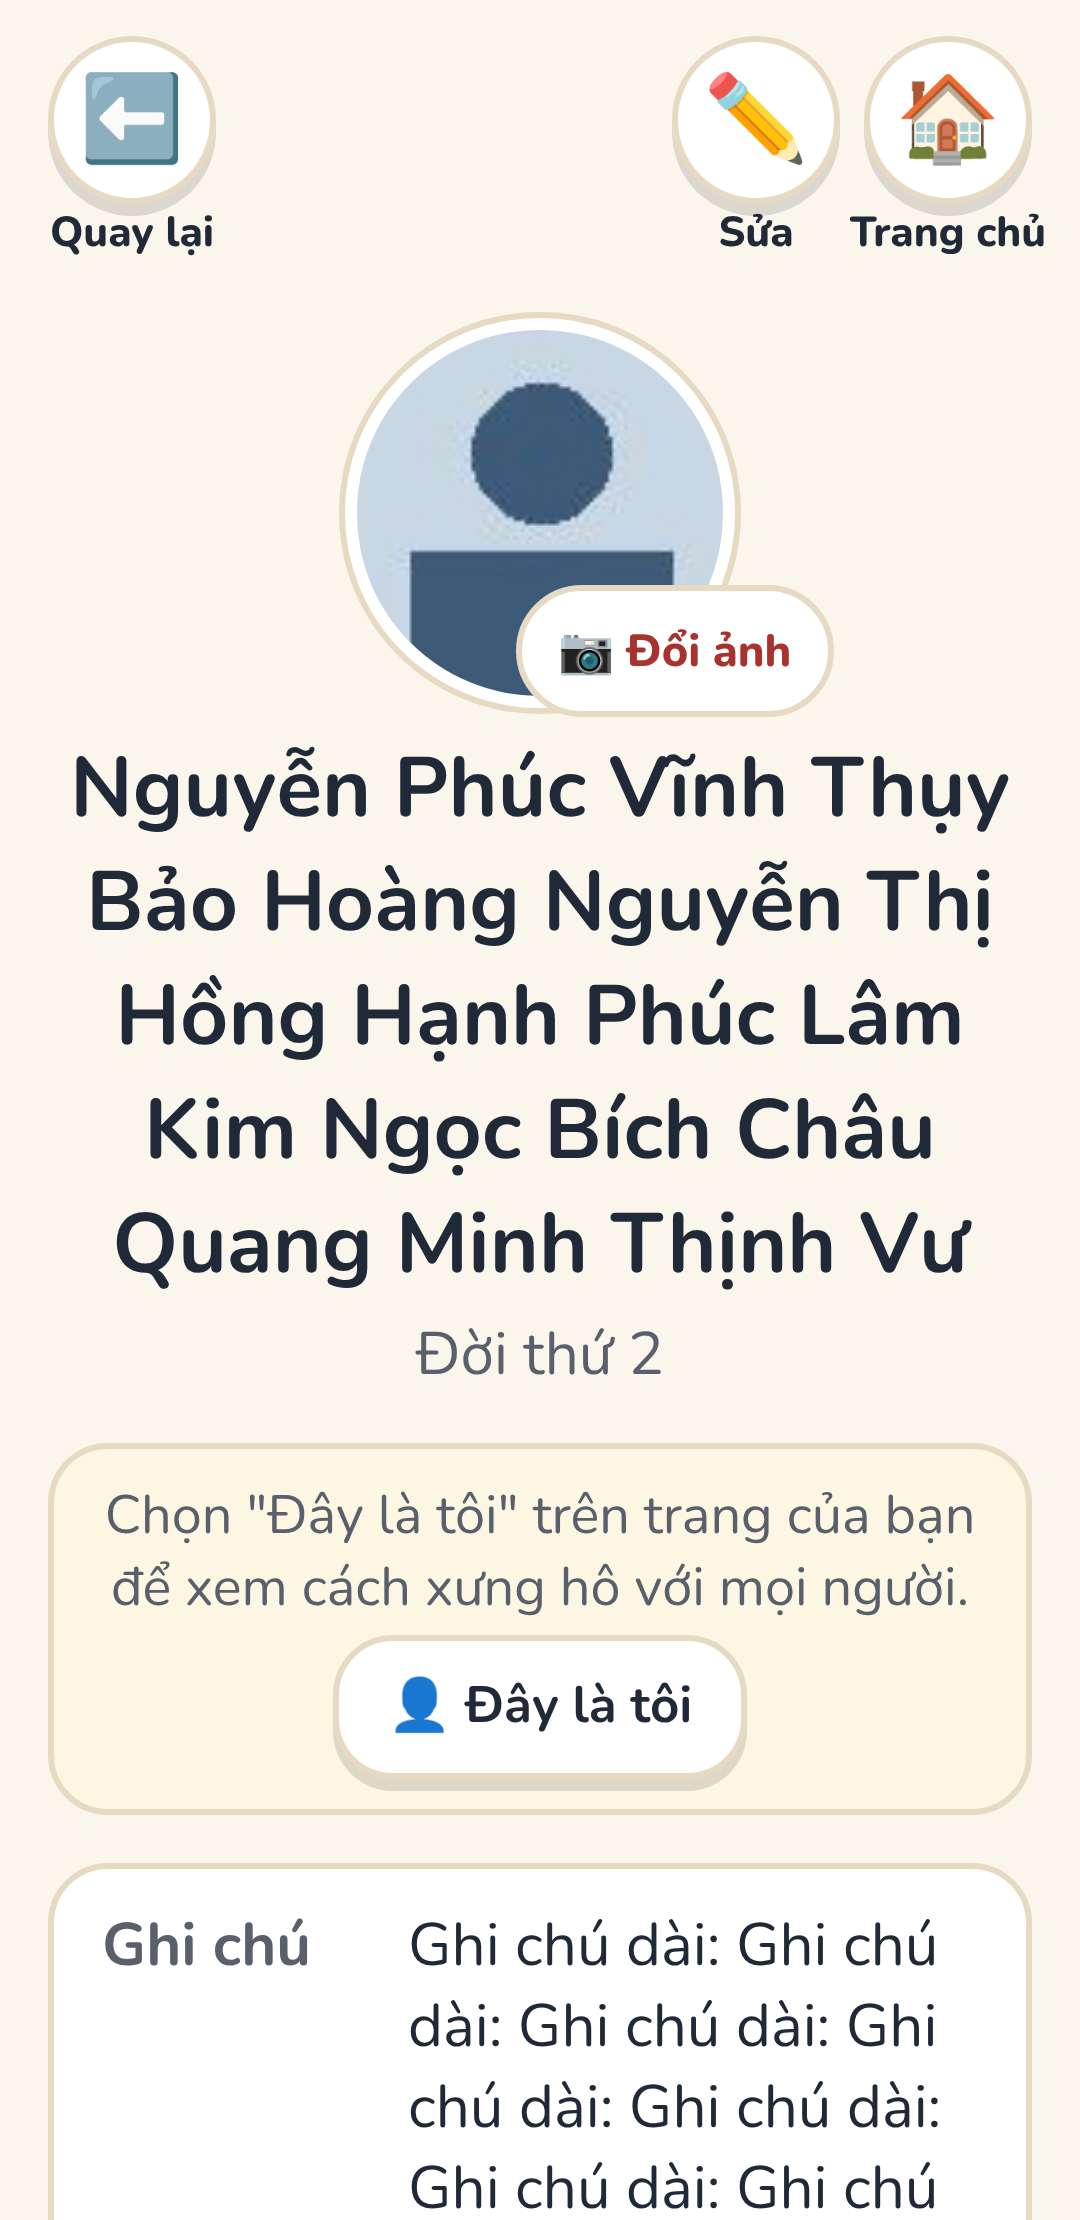 Quay lại
Sửa
Trang chủ
Đổi ảnh
Nguyễn Phúc Vĩnh Thụy
Bảo Hoàng Nguyễn Thị
Hồng Hạnh Phúc Lâm
Kim Ngọc Bích Châu
Quang Minh Thịnh Vư
Đời thứ 2
Chọn "Đây là tôi" trên trang của bạn
để xem cách xưng hô với mọi người.
Đây là tôi
Ghi chú
Ghi chú dài: Ghi chú
dài: Ghi chú dài: Ghi
chú dài: Ghi chú dài:
Ghi chú dài: Ghi chú